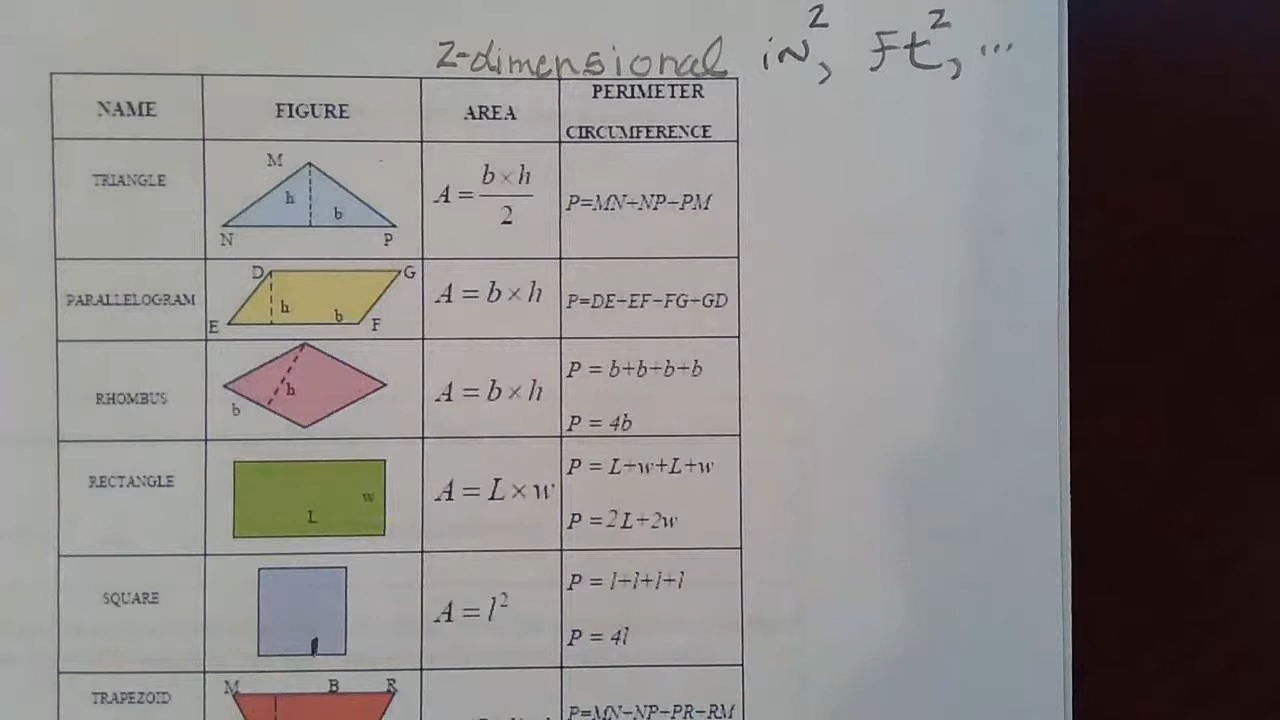 2-dimensional in², ft², ...
NAME FIGURE AREA PERIMETER CIRCUMFERENCE
TRIANGLE
M
h
b
N P
A = b×h/2
P=MN+NP+PM
PARALLELOGRAM
D G
h
b
E F
A = b × h
P=DE+EF+FG+GD
RHOMBUS
h
b
A = b × h
P = b+b+b+b
P = 4b
RECTANGLE
w
L
A = L × w
P = L+w+L+w
P = 2L+2w
SQUARE
l
A = l²
P = l+l+l+l
P = 4l
TRAPEZOID
M B R
P=MN+NP+PR+RM